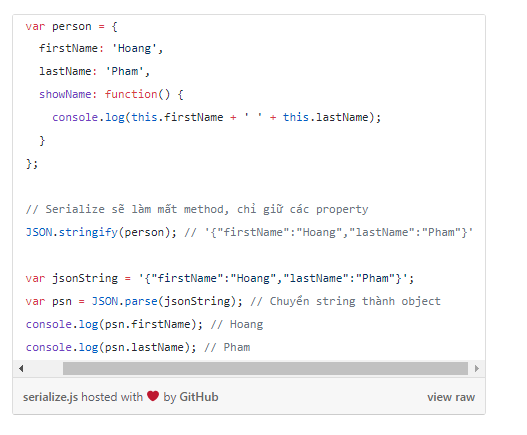 var person = {
  firstName: 'Hoang',
  lastName: 'Pham',
  showName: function() {
    console.log(this.firstName + ' ' + this.lastName);
  }
};

// Serialize sẽ làm mất method, chỉ giữ các property
JSON.stringify(person); // '{"firstName":"Hoang","lastName":"Pham"}'

var jsonString = '{"firstName":"Hoang","lastName":"Pham"}';
var psn = JSON.parse(jsonString); // Chuyển string thành object
console.log(psn.firstName); // Hoang
console.log(psn.lastName); // Pham
serialize.js hosted with ❤ by GitHub view raw